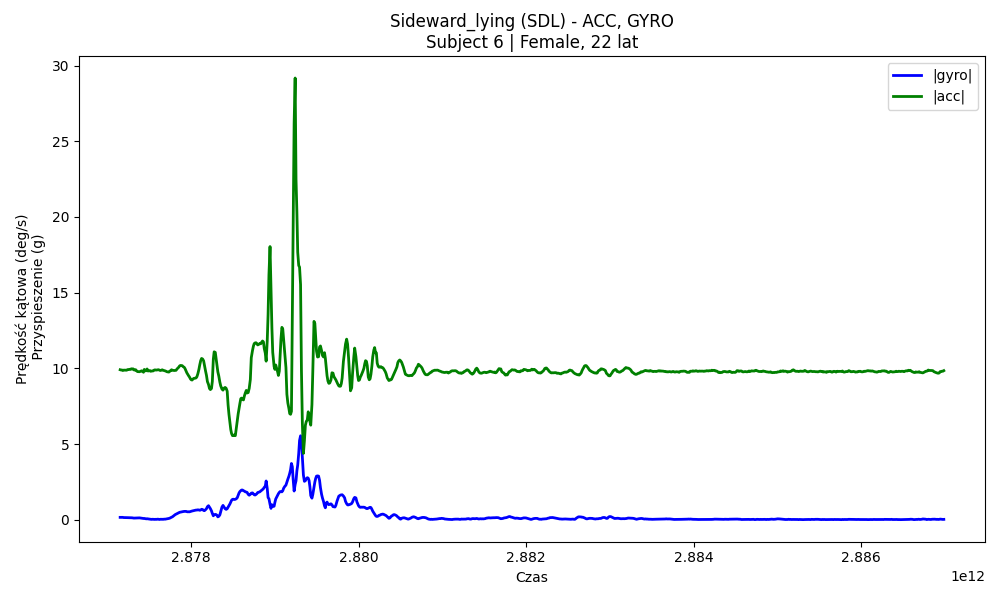 Sideward_lying (SDL) - ACC, GYRO
Subject 6 | Female, 22 lat
|gyro|
|acc|
Prędkość kątowa (deg/s)
Przyspieszenie (g)
30
25
20
15
10
5
0
2.878
2.880
2.882
2.884
2.886
1e12
Czas